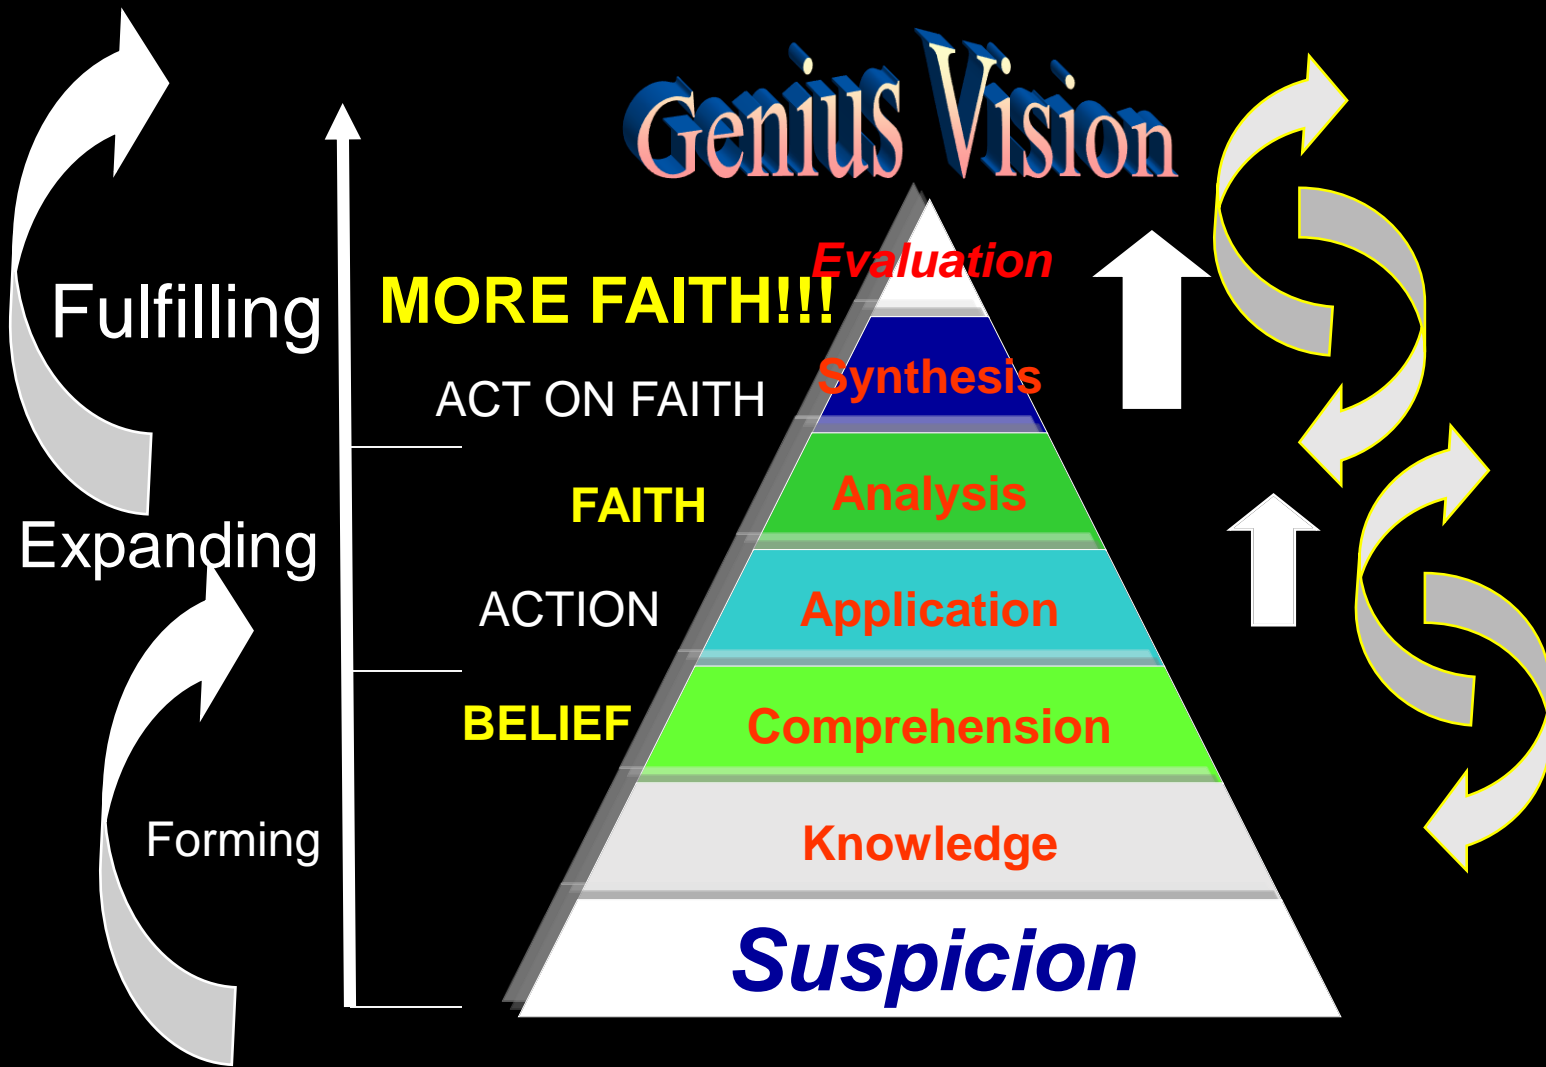 Genius Vision
Evaluation
MORE FAITH!!!
Fulfilling
Synthesis
ACT ON FAITH
Analysis
FAITH
Expanding
Application
ACTION
Comprehension
BELIEF
Knowledge
Forming
Suspicion